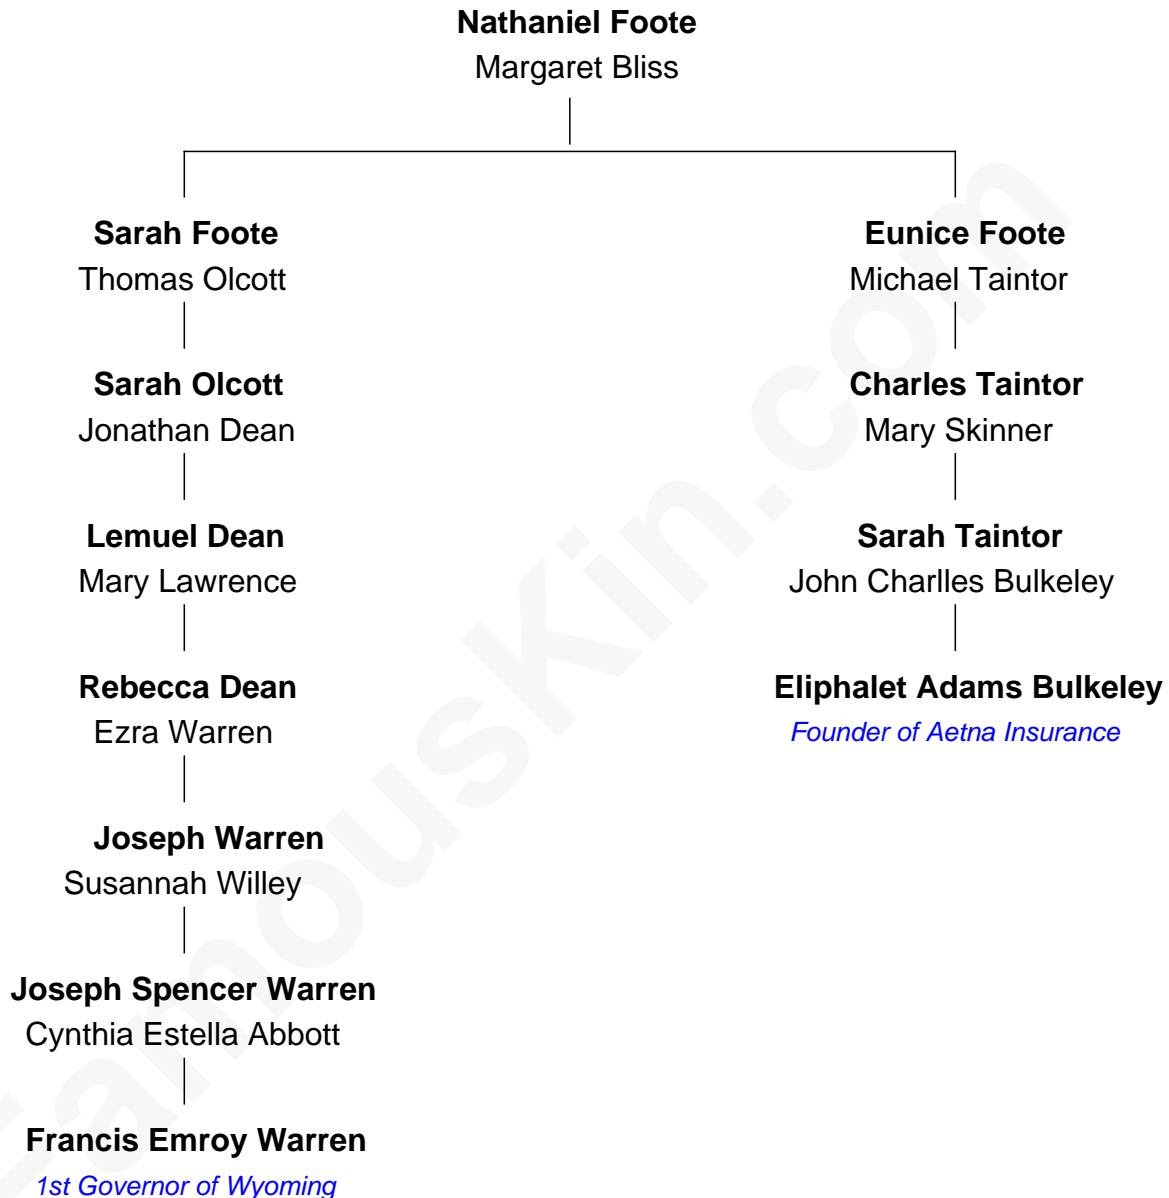 Nathaniel Foote
Margaret Bliss
Sarah Foote
Thomas Olcott
Eunice Foote
Michael Taintor
Sarah Olcott
Jonathan Dean
Charles Taintor
Mary Skinner
Lemuel Dean
Mary Lawrence
Sarah Taintor
John Charlles Bulkeley
Rebecca Dean
Ezra Warren
Eliphalet Adams Bulkeley
Founder of Aetna Insurance
Joseph Warren
Susannah Willey
Joseph Spencer Warren
Cynthia Estella Abbott
Francis Emroy Warren
1st Governor of Wyoming
FamousKin.com